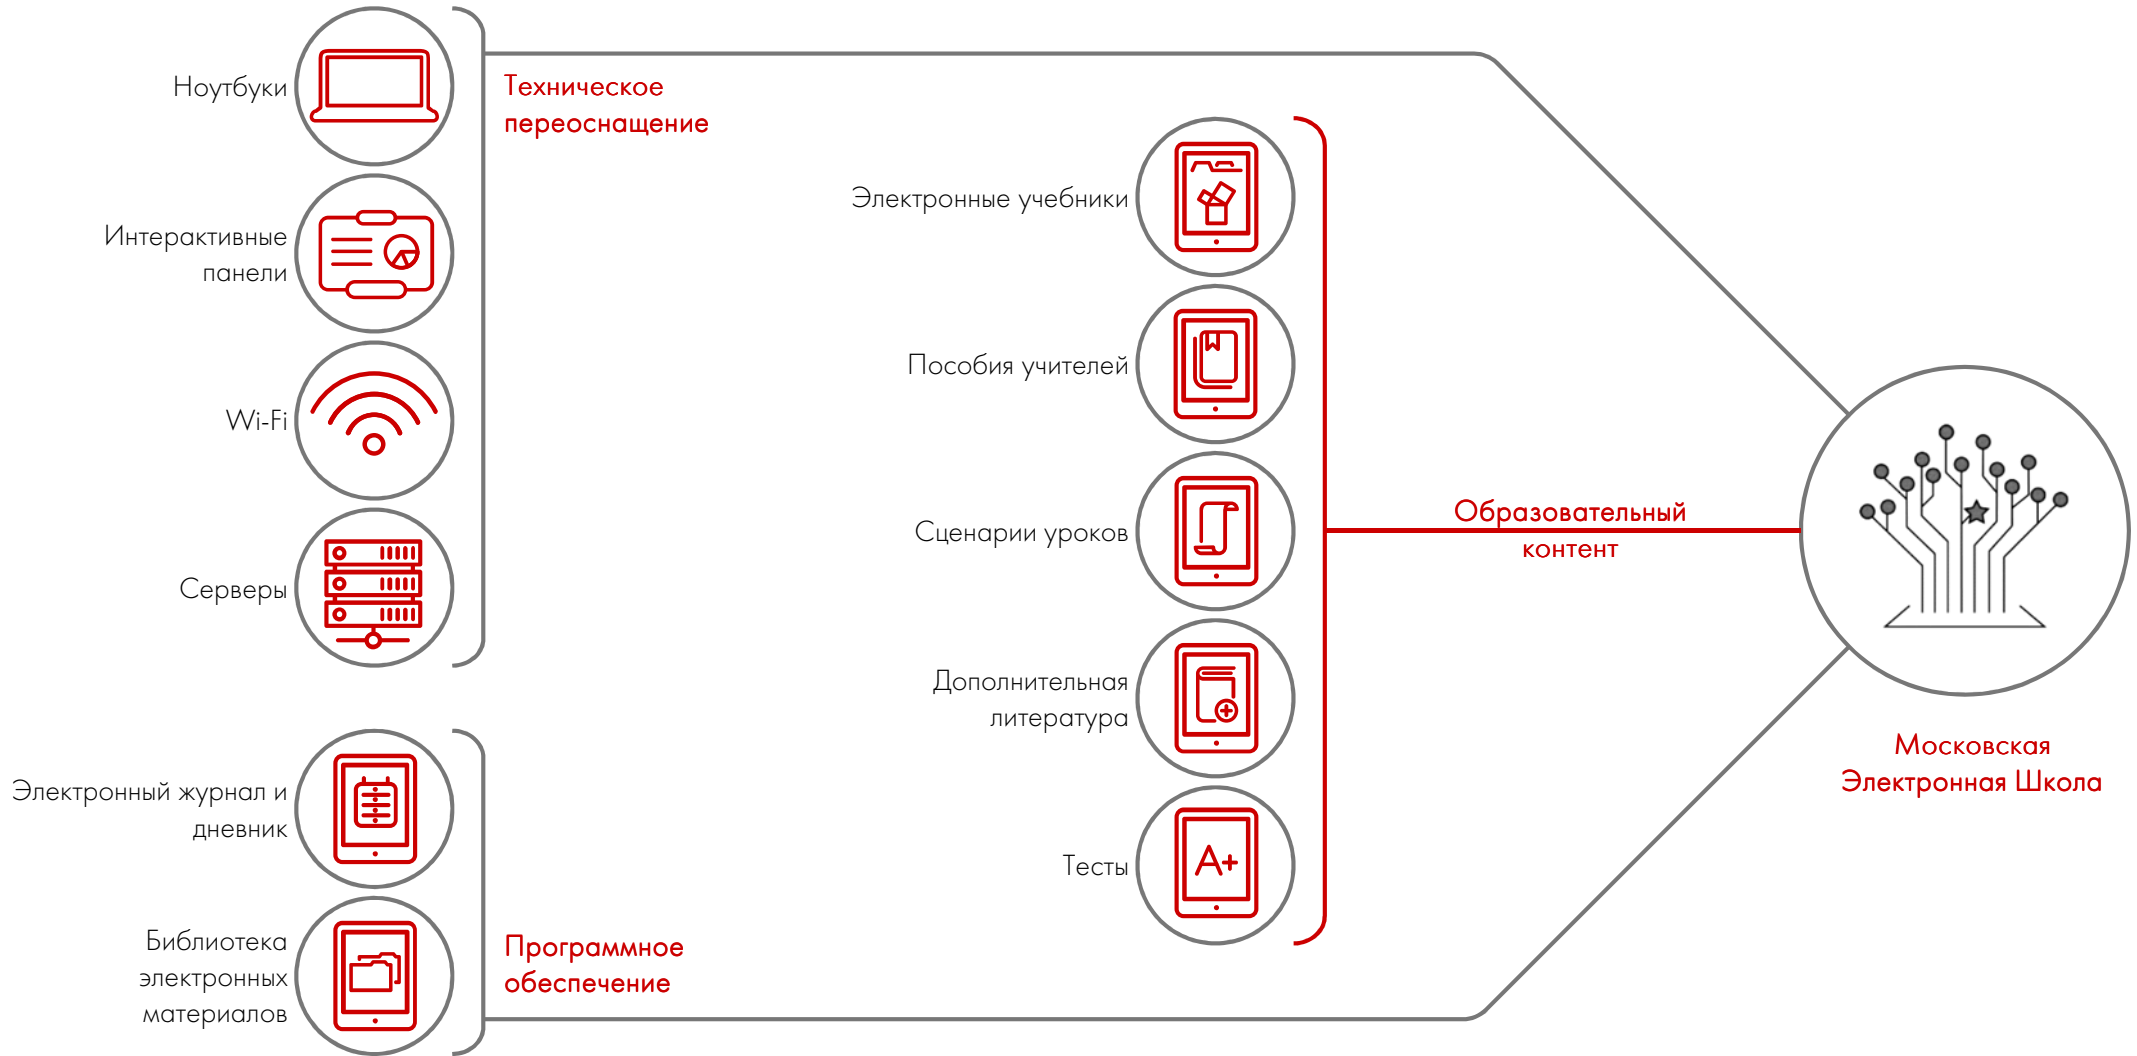 Ноутбуки
Интерактивные
панели
Wi-Fi
Серверы
Техническое
переоснащение
Электронный журнал и
дневник
Библиотека
электронных
материалов
Программное
обеспечение
Электронные учебники
Пособия учителей
Сценарии уроков
Дополнительная
литература
A+
Тесты
Образовательный
контент
Московская
Электронная Школа